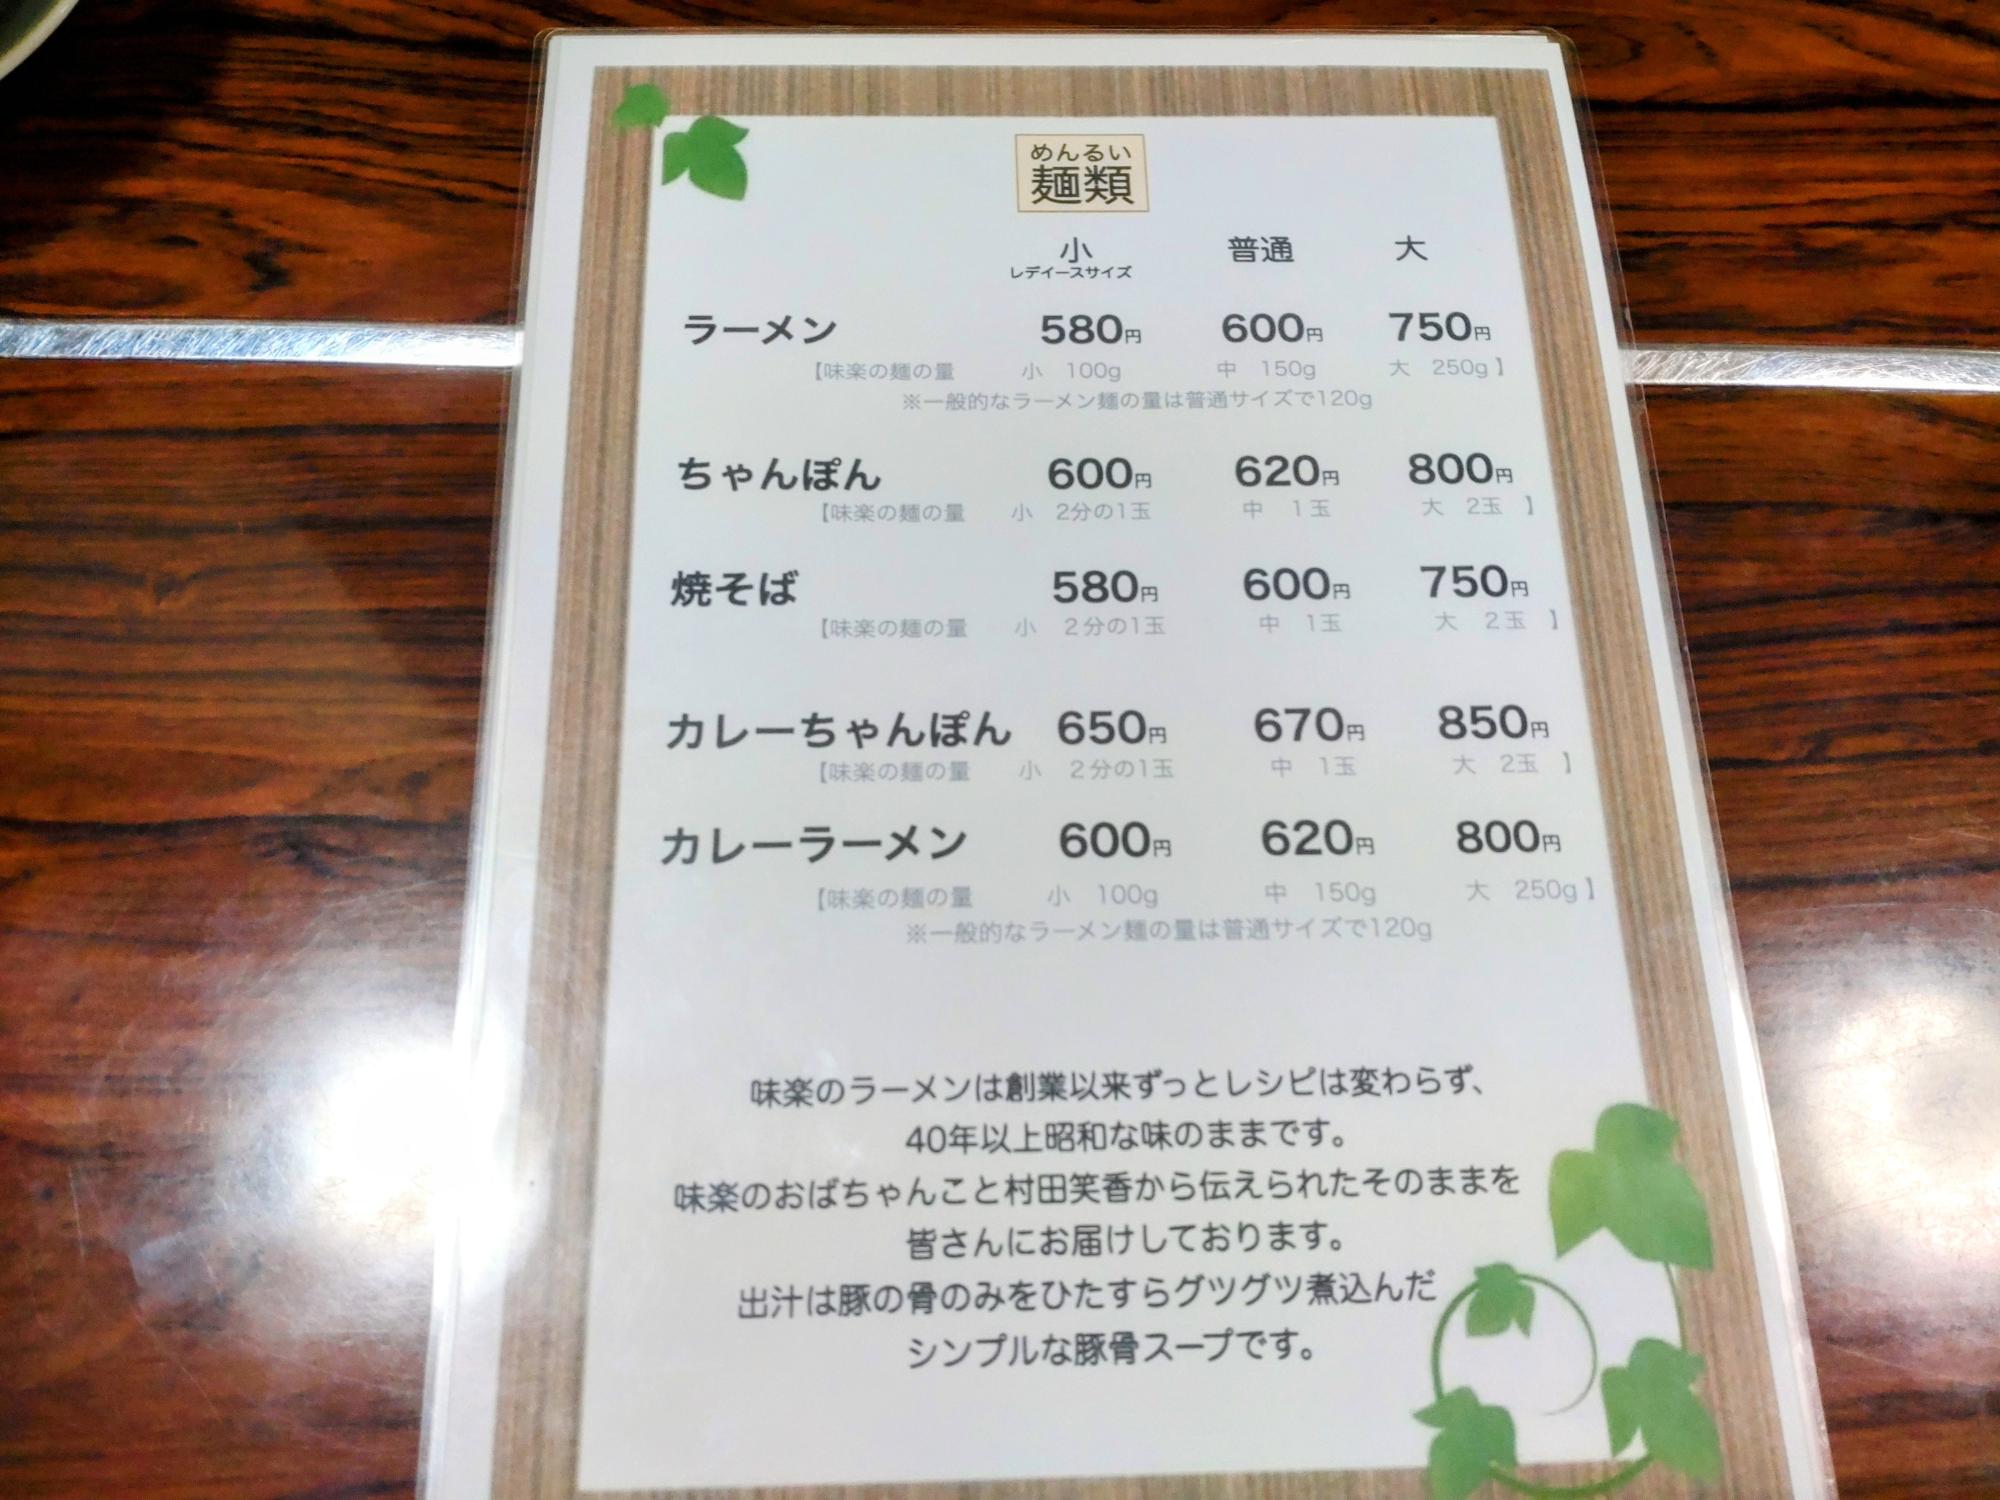 めんるい
麺類
小 普通 大
レディースサイズ
ラーメン 580円 600円 750円
【味楽の麺の量 小 100g 中 150g 大 250g】
※一般的なラーメン麺の量は普通サイズで120g
ちゃんぽん 600円 620円 800円
【味楽の麺の量 小 2分の1玉 中 1玉 大 2玉 】
焼そば 580円 600円 750円
【味楽の麺の量 小 2分の1玉 中 1玉 大 2玉 】
カレーちゃんぽん 650円 670円 850円
【味楽の麺の量 小 2分の1玉 中 1玉 大 2玉 】
カレーラーメン 600円 620円 800円
【味楽の麺の量 小 100g 中 150g 大 250g】
※一般的なラーメン麺の量は普通サイズで120g
味楽のラーメンは創業以来ずっとレシピは変わらず、
40年以上昭和な味のままです。
味楽のおばちゃんこと村田笑香から伝えられたそのままを
皆さんにお届けしております。
出汁は豚の骨のみをひたすらグツグツ煮込んだ
シンプルな豚骨スープです。